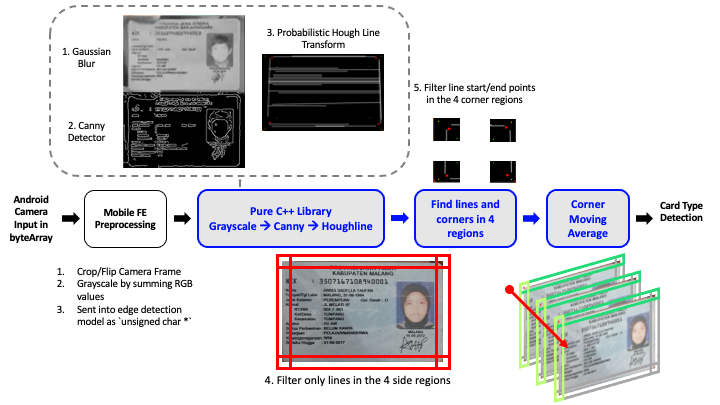 1. Gaussian
Blur
2. Canny
Detector
3. Probabilistic Hough Line
Transform
5. Filter line start/end points
in the 4 corner regions
Android
Camera
Input in
byteArray
Mobile FE
Preprocessing
Pure C++ Library
Grayscale → Canny → Houghline
Find lines and
corners in 4
regions
Corner
Moving
Average
Card Type
Detection
1. Crop/Flip Camera Frame
2. Grayscale by summing RGB
values
3. Sent into edge detection
model as `unsigned char *`
KABUPATEN MALANG
NIK
4. Filter only lines in the 4 side regions